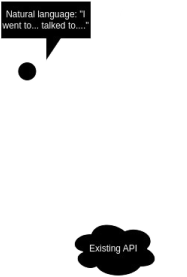 Natural language: "I
went to... talked to...."
Existing API